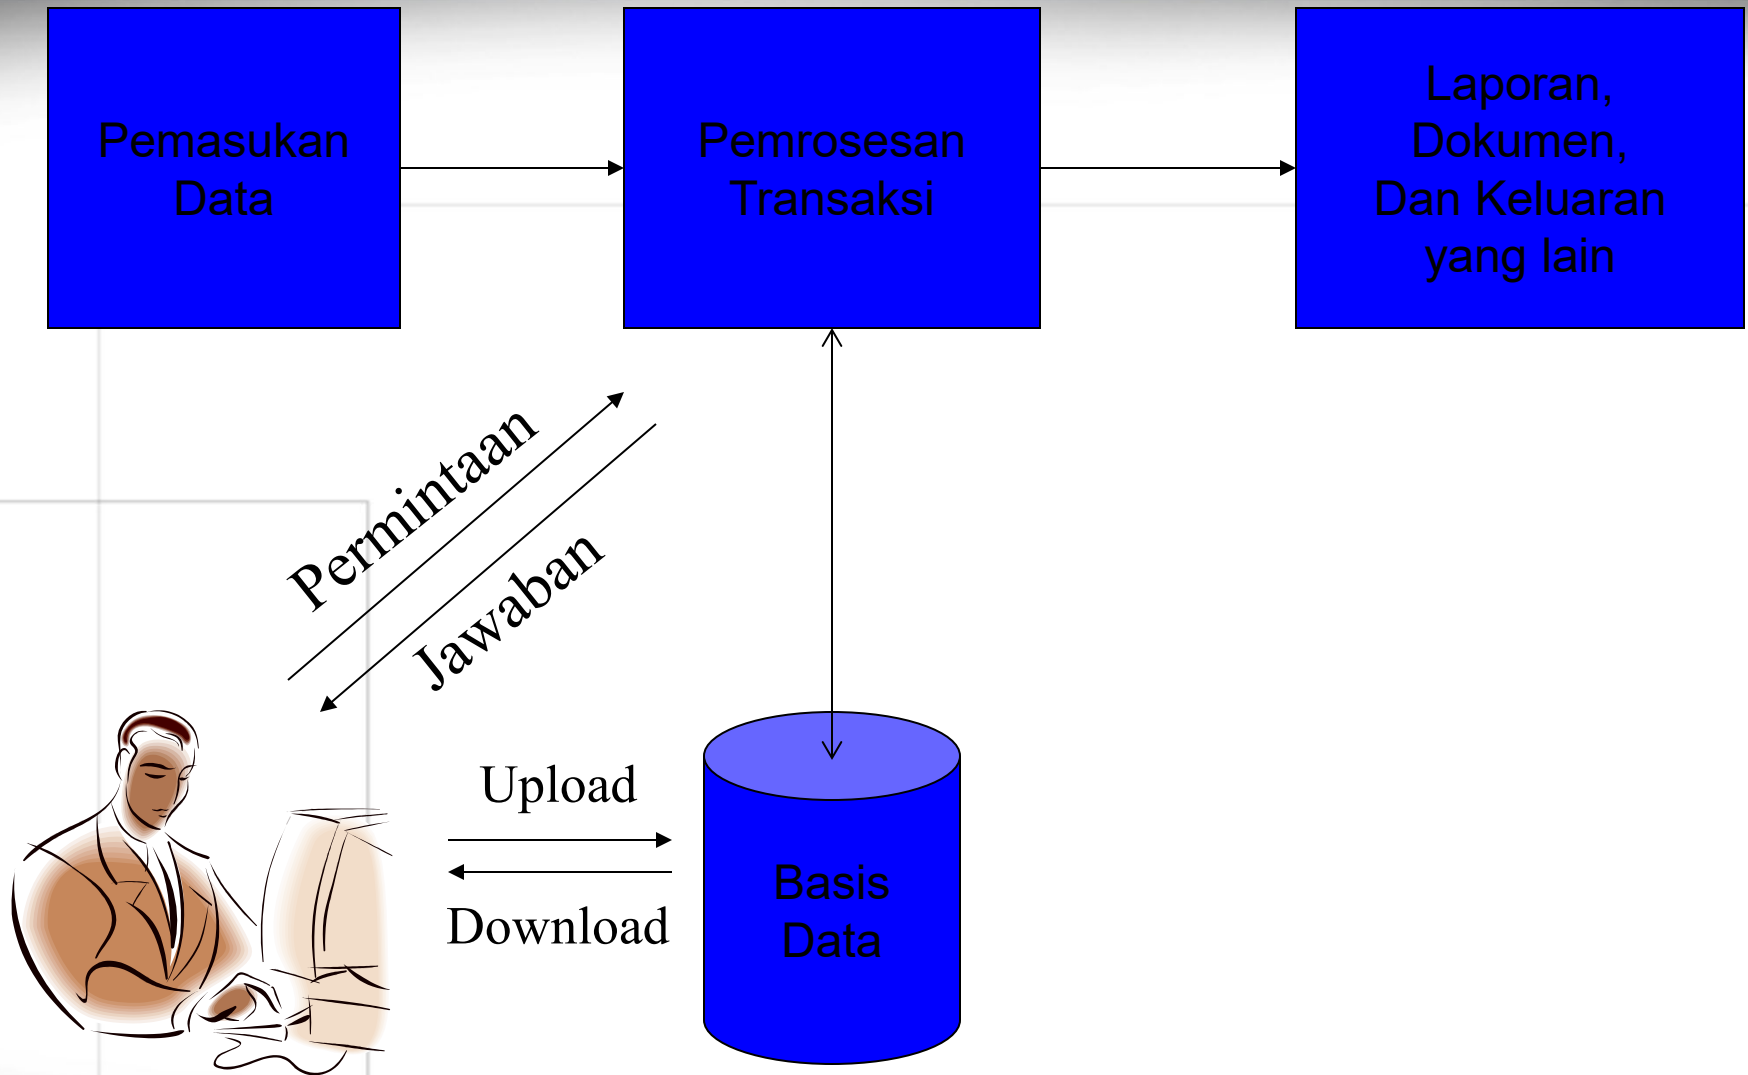 Pemasukan
Data
Pemrosesan
Transaksi
Laporan,
Dokumen,
Dan Keluaran
yang lain
Permintaan
Jawaban
Upload
Download
Basis
Data